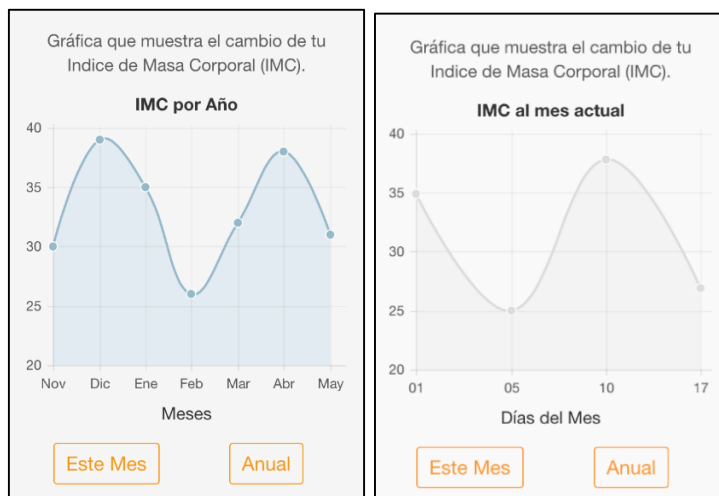 Gráfica que muestra el cambio de tu
Indice de Masa Corporal (IMC).
IMC por Año
40
35
30
25
20
Nov Dic Ene Feb Mar Abr May
Meses
Este Mes Anual
Gráfica que muestra el cambio de tu
Indice de Masa Corporal (IMC).
IMC al mes actual
40
35
30
25
20
01 05 10 17
Días del Mes
Este Mes Anual